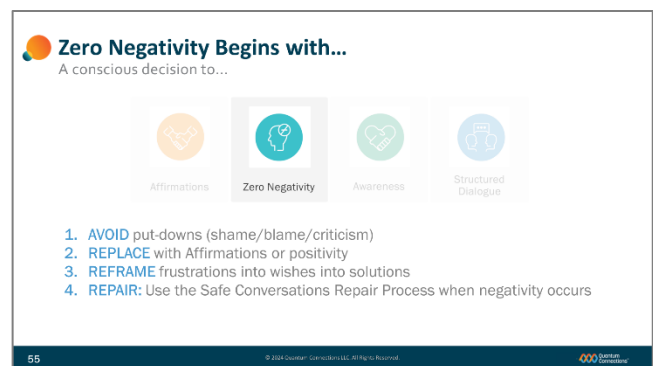 Zero Negativity Begins with...
A conscious decision to...
Affirmations
Zero Negativity
Awareness
Structured
Dialogue
1. AVOID put-downs (shame/blame/criticism)
2. REPLACE with Affirmations or positivity
3. REFRAME frustrations into wishes into solutions
4. REPAIR: Use the Safe Conversations Repair Process when negativity occurs
55
© 2024 Quantum Connections LLC. All Rights Reserved.
Quantum
Connections